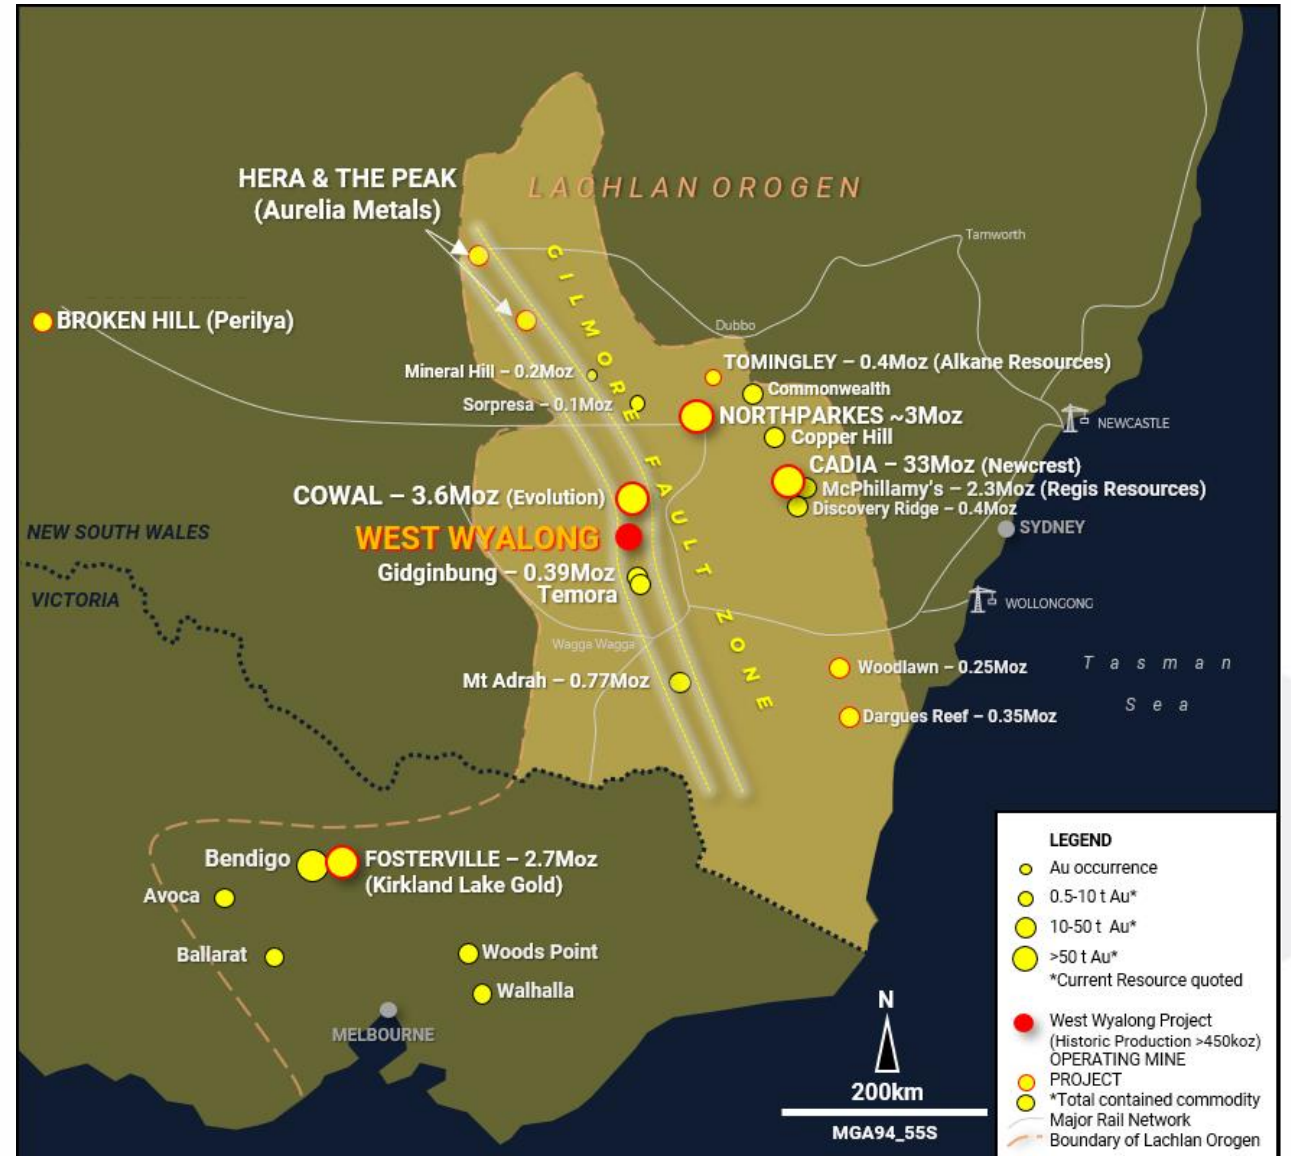 HERA & THE PEAK
(Aurelia Metals)
LACHLAN OROGEN
Tamworth
GILMORE FAULT ZONE
BROKEN HILL (Perilya)
Dubbo
Mineral Hill – 0.2Moz
TOMINGLEY – 0.4Moz (Alkane Resources)
Commonwealth
Sorpresa – 0.1Moz
NORTHPARKES ~3Moz
NEWCASTLE
Copper Hill
CADIA – 33Moz (Newcrest)
COWAL – 3.6Moz (Evolution)
McPhillamy's – 2.3Moz (Regis Resources)
Discovery Ridge – 0.4Moz
NEW SOUTH WALES
WEST WYALONG
SYDNEY
Gidginbung – 0.39Moz
VICTORIA
Temora
WOLLONGONG
Wagga Wagga
Woodlawn – 0.25Moz
Tasman
Sea
Mt Adrah – 0.77Moz
Dargues Reef – 0.35Moz
Bendigo
FOSTERVILLE – 2.7Moz
(Kirkland Lake Gold)
Avoca
Ballarat
Woods Point
Walhalla
MELBOURNE
N
200km
MGA94_55S
LEGEND
Au occurrence
0.5-10 t Au*
10-50 t Au*
>50 t Au*
*Current Resource quoted
West Wyalong Project
(Historic Production >450koz)
OPERATING MINE
PROJECT
*Total contained commodity
Major Rail Network
Boundary of Lachlan Orogen